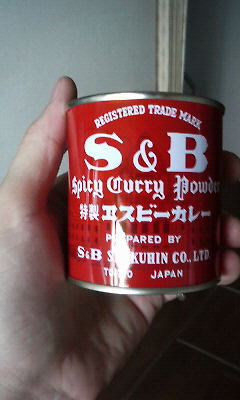 REGISTERED TRADE MARK
S & B
Spicy Curry Powder
特製 ヱスビーカレー
PREPARED BY
S&B SHOKUHIN CO., LTD.
TOKYO JAPAN